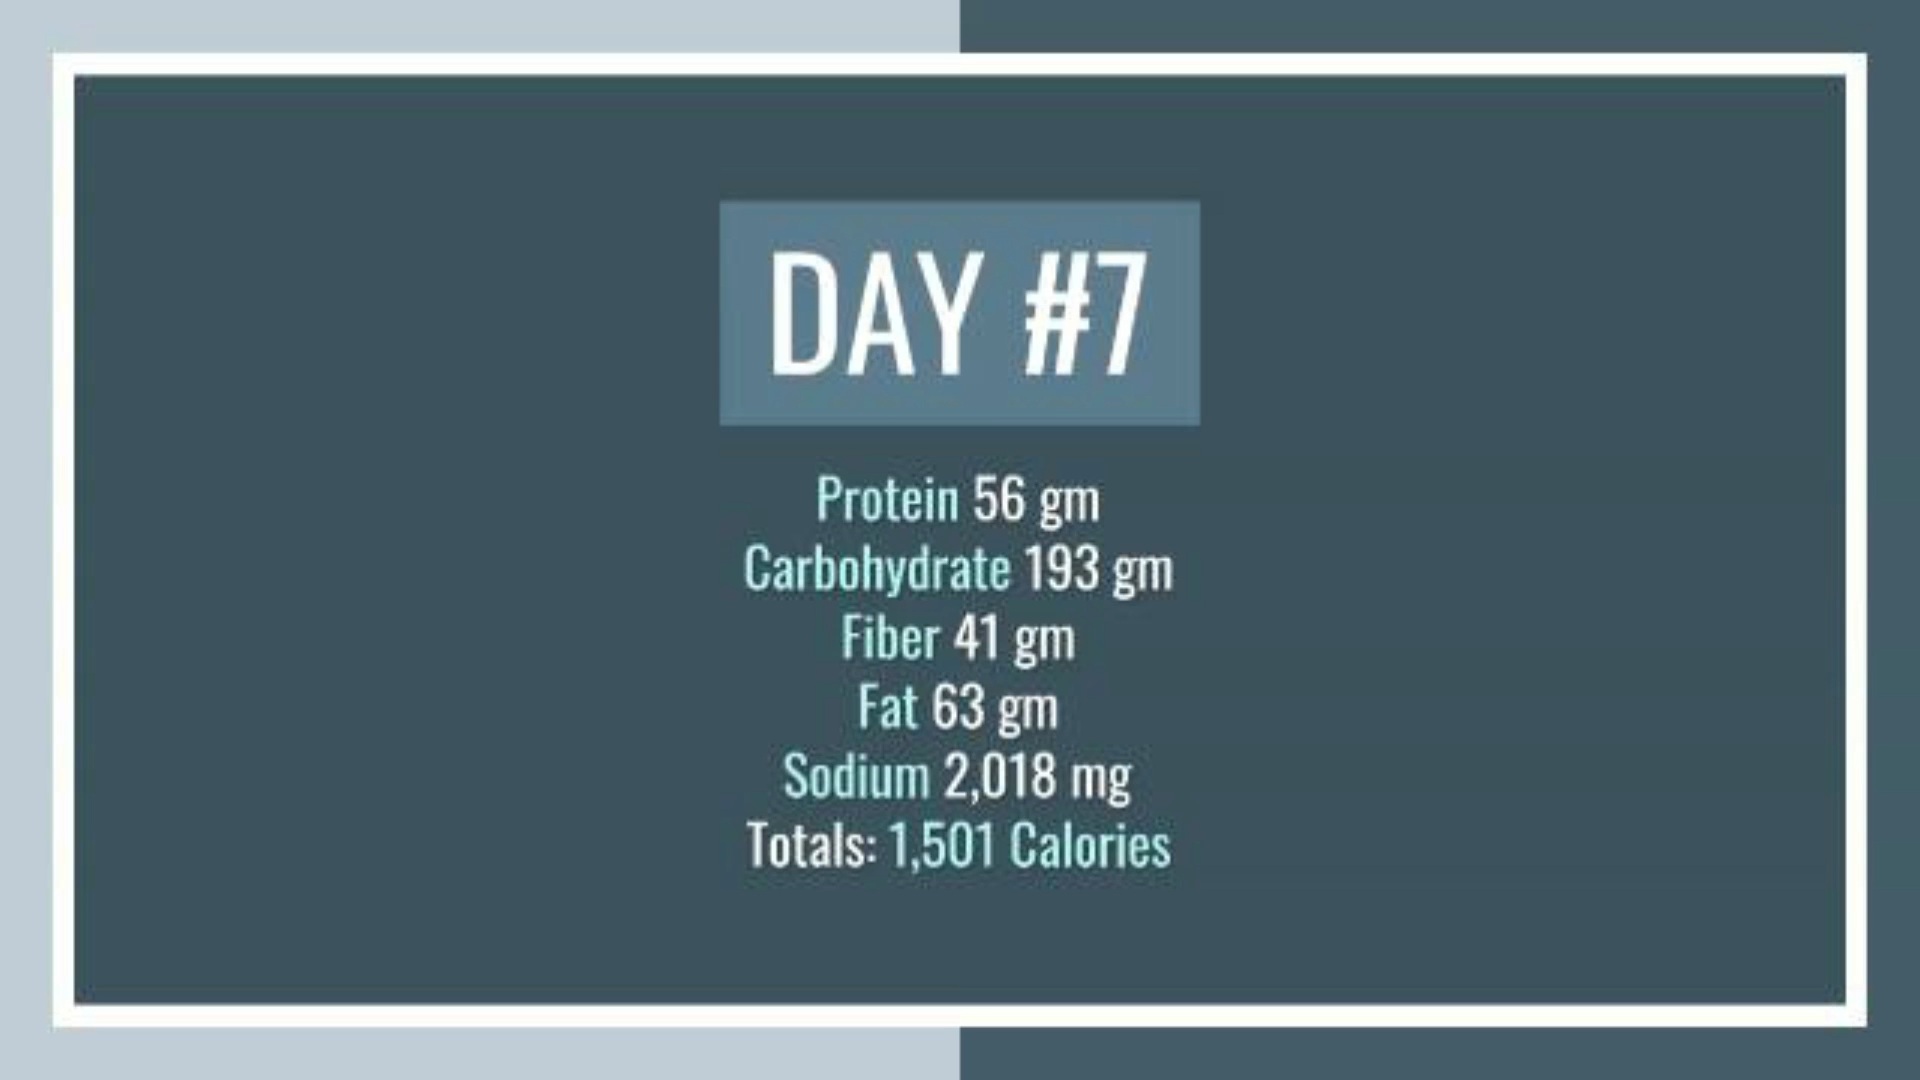 DAY #7
Protein 56 gm
Carbohydrate 193 gm
Fiber 41 gm
Fat 63 gm
Sodium 2,018 mg
Totals: 1,501 Calories